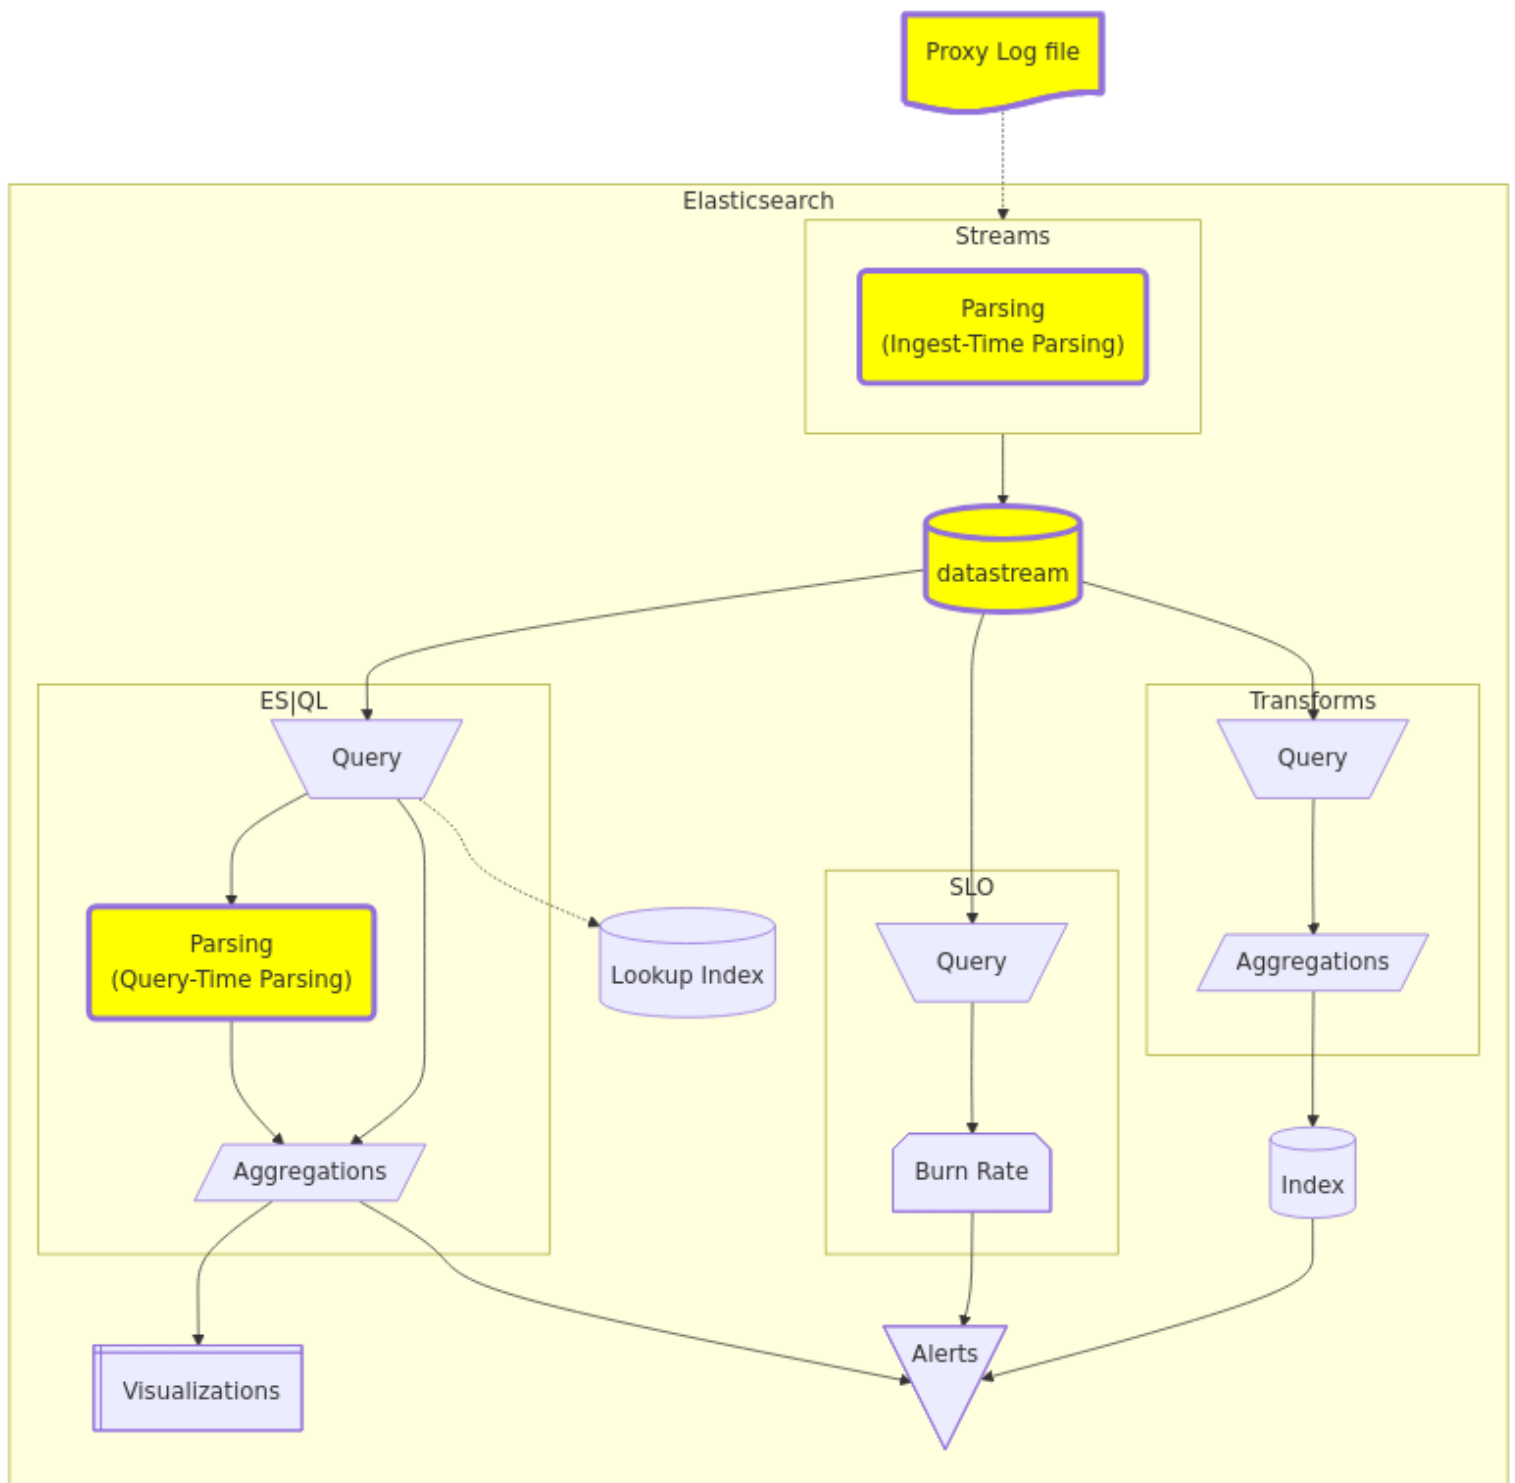 Proxy Log file
Elasticsearch
Streams
Parsing
(Ingest-Time Parsing)
datastream
ES|QL
Transforms
Query
Query
SLO
Parsing
(Query-Time Parsing)
Lookup Index
Query
Aggregations
Aggregations
Burn Rate
Index
Alerts
Visualizations